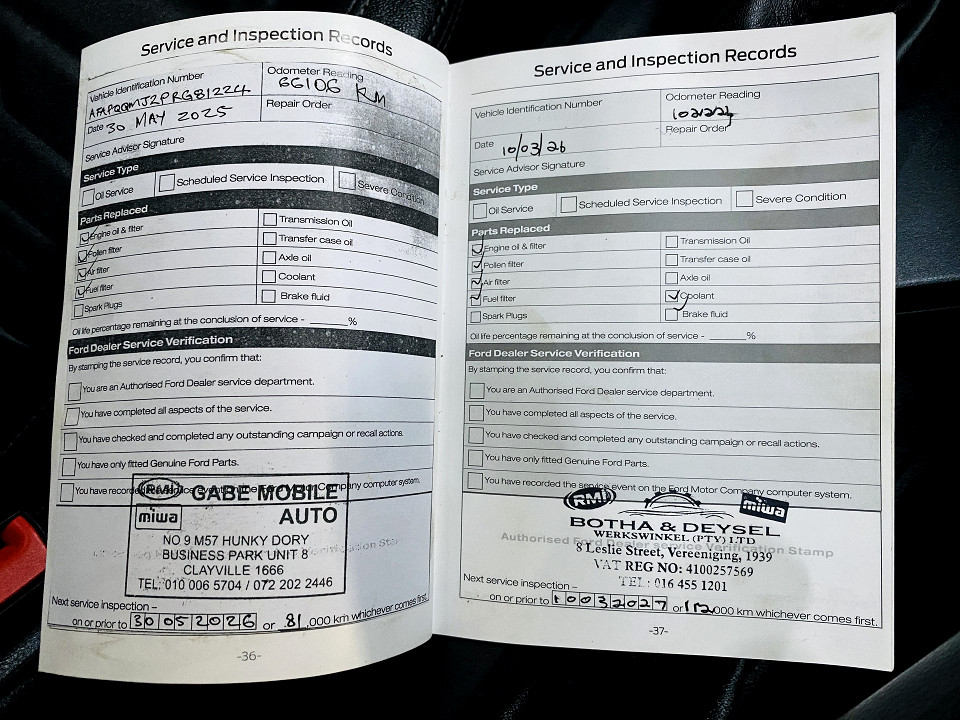 Service and Inspection Records
Vehicle Identification Number
Odometer Reading
66106 KM
Date 30 MAY 2025
Repair Order
Service Advisor Signature
Service Type
Oil Service
Scheduled Service Inspection
Severe Condition
Parts Replaced
Engine oil & filter
Transmission Oil
Pollen filter
Transfer case oil
Air filter
Axle oil
Fuel filter
Coolant
Spark Plugs
Brake fluid
Oil life percentage remaining at the conclusion of service - ______%
Ford Dealer Service Verification
By stamping the service record, you confirm that:
You are an Authorised Ford Dealer service department.
You have completed all aspects of the service.
You have checked and completed any outstanding campaign or recall actions.
You have only fitted Genuine Ford Parts.
You have recorded the service event on the Ford Motor Company computer system.
RMI GABE MOBILE
miwa AUTO
NO 9 M57 HUNKY DORY
BUSINESS PARK UNIT 8
CLAYVILLE 1666
TEL: 010 006 5704 / 072 202 2446
Next service inspection –
on or prior to 30052026 or 81,000 km whichever comes first.
-36-
Service and Inspection Records
Vehicle Identification Number
Odometer Reading
Date 10/03/26
Repair Order
Service Advisor Signature
Service Type
Oil Service
Scheduled Service Inspection
Severe Condition
Parts Replaced
Engine oil & filter
Transmission Oil
Pollen filter
Transfer case oil
Air filter
Axle oil
Fuel filter
Coolant
Spark Plugs
Brake fluid
Oil life percentage remaining at the conclusion of service - ______%
Ford Dealer Service Verification
By stamping the service record, you confirm that:
You are an Authorised Ford Dealer service department.
You have completed all aspects of the service.
You have checked and completed any outstanding campaign or recall actions.
You have only fitted Genuine Ford Parts.
You have recorded the service event on the Ford Motor Company computer system.
RMI miwa
BOTHA & DEYSEL
WERKSWINKEL (PTY) LTD
Authorised Ford Dealer service Verification Stamp
8 Leslie Street, Vereeniging, 1939
VAT REG NO: 4100257569
TEL: 016 455 1201
Next service inspection –
on or prior to 10032027 or 112,000 km whichever comes first.
-37-